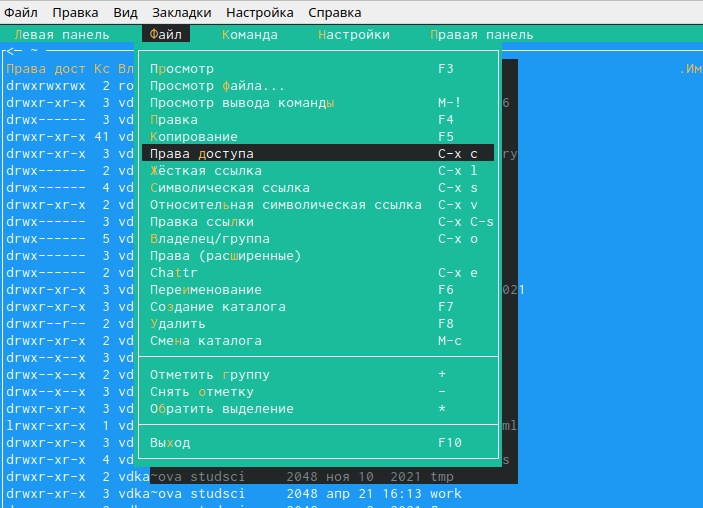 Файл Правка Вид Закладки Настройка Справка
Левая панель Файл Команда Настройки Правая панель
<— ~
Права дост Кс Вл .Им
drwxrwxrwx 2 ro Просмотр F3
Просмотр файла...
drwxr-xr-x 3 vd Просмотр вывода команды M-! 6
drwx------ 3 vd Правка F4
drwxr-xr-x 41 vd Копирование F5
drwxr-xr-x 3 vd Права доступа C-x c ry
drwx------ 2 vd Жёсткая ссылка C-x l
drwx------ 4 vd Символическая ссылка C-x s
drwxr-xr-x 2 vd Относительная символическая ссылка C-x v
drwx------ 3 vd Правка ссылки C-x C-s
drwx------ 5 vd Владелец/группа C-x o
drwx------ 3 vd Права (расширенные)
drwx------ 2 vd Chattr C-x e
drwxr-xr-x 3 vd Переименование F6 021
drwxr-xr-x 3 vd Создание каталога F7
drwxr--r-- 2 vd Удалить F8
drwxr-xr-x 2 vd Смена каталога M-c
drwx--x--x 3 vd
drwx--x--x 2 vd Отметить группу +
drwx--x--x 3 vd Снять отметку -
drwxr-xr-x 3 vd Обратить выделение *
lrwxr-xr-x 1 vd ml
drwxr-xr-x 3 vd Выход F10
drwxr-xr-x 4 vd s
drwxr-xr-x 2 vdka~ova studsci 2048 ноя 10 2021 tmp
drwxr-xr-x 3 vdka~ova studsci 2048 апр 21 16:13 work